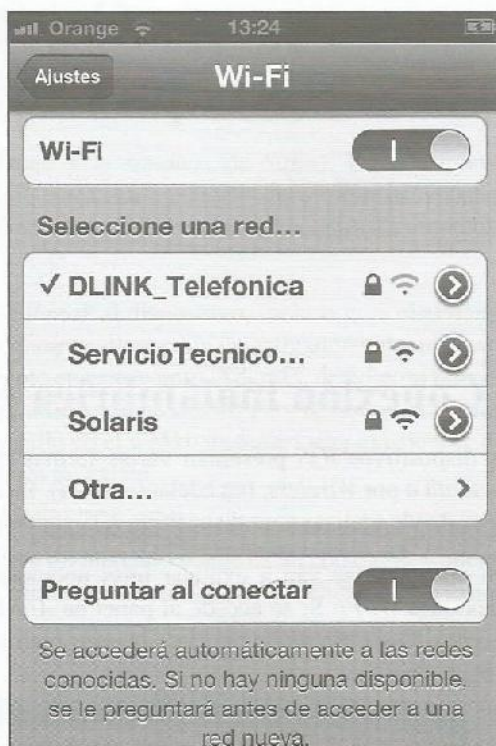 Orange 13:24
Ajustes Wi-Fi
Wi-Fi
Seleccione una red...
✓ DLINK_Telefonica
ServicioTecnico...
Solaris
Otra...
Preguntar al conectar
Se accederá automáticamente a las redes
conocidas. Si no hay ninguna disponible,
se le preguntará antes de acceder a una
red nueva.